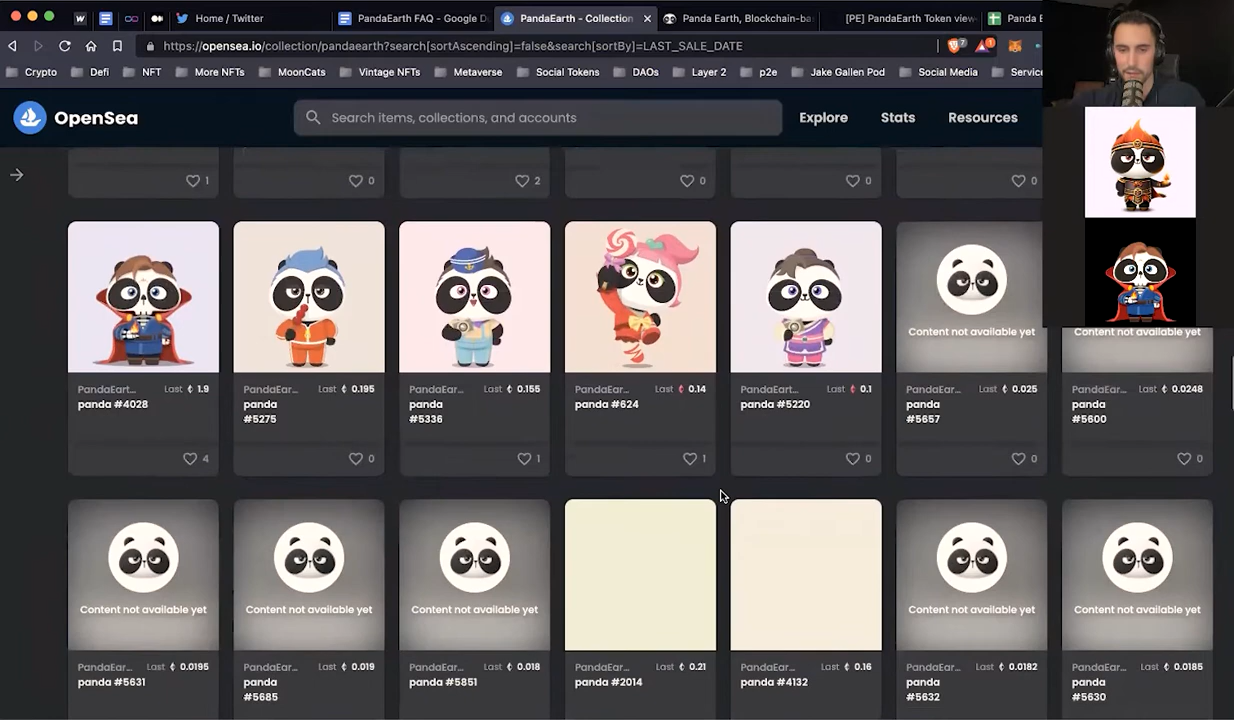 Home / Twitter
PandaEarth FAQ - Google D
PandaEarth - Collection
Panda Earth, Blockchain-ba
[PE] PandaEarth Token view
Panda E
https://opensea.io/collection/pandaearth?search[sortAscending]=false&search[sortBy]=LAST_SALE_DATE
Crypto
Defi
NFT
More NFTs
MoonCats
Vintage NFTs
Metaverse
Social Tokens
DAOs
Layer 2
p2e
Jake Gallen Pod
Social Media
Service
OpenSea
Search items, collections, and accounts
Explore
Stats
Resources
1
0
2
0
0
0
PandaEart... Last 1.9
panda #4028
4
PandaEar... Last 0.195
panda
#5275
0
PandaEar... Last 0.155
panda
#5336
1
PandaEar... Last 0.14
panda #624
1
PandaEar... Last 0.1
panda #5220
0
Content not available yet
PandaEar... Last 0.025
panda
#5657
0
Content not available yet
PandaEa... Last 0.0248
panda
#5600
0
Content not available yet
PandaEa... Last 0.0195
panda #5631
Content not available yet
PandaEar... Last 0.019
panda
#5685
Content not available yet
PandaEar... Last 0.018
panda #5851
PandaEar... Last 0.21
panda #2014
PandaEar... Last 0.16
panda #4132
Content not available yet
PandaEa... Last 0.0182
panda
#5632
Content not available yet
PandaEa... Last 0.0185
panda
#5630